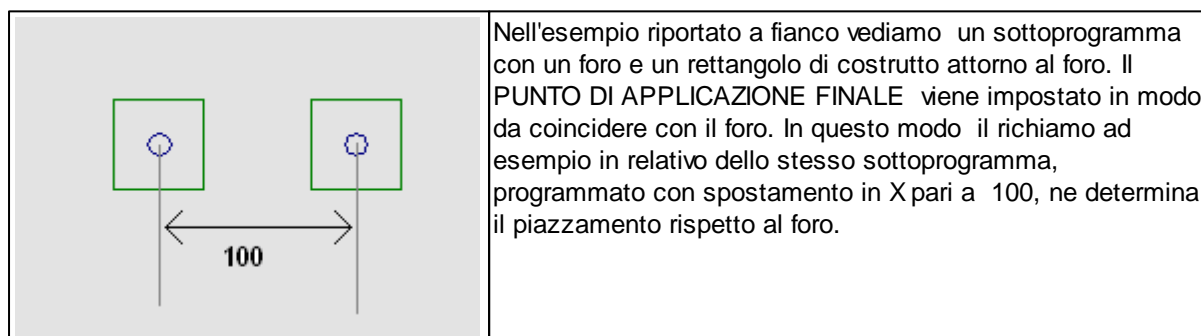 Nell'esempio riportato a fianco vediamo un sottoprogramma
con un foro e un rettangolo di costrutto attorno al foro. Il
PUNTO DI APPLICAZIONE FINALE viene impostato in modo
da coincidere con il foro. In questo modo il richiamo ad
esempio in relativo dello stesso sottoprogramma,
programmato con spostamento in X pari a 100, ne determina
il piazzamento rispetto al foro.
100